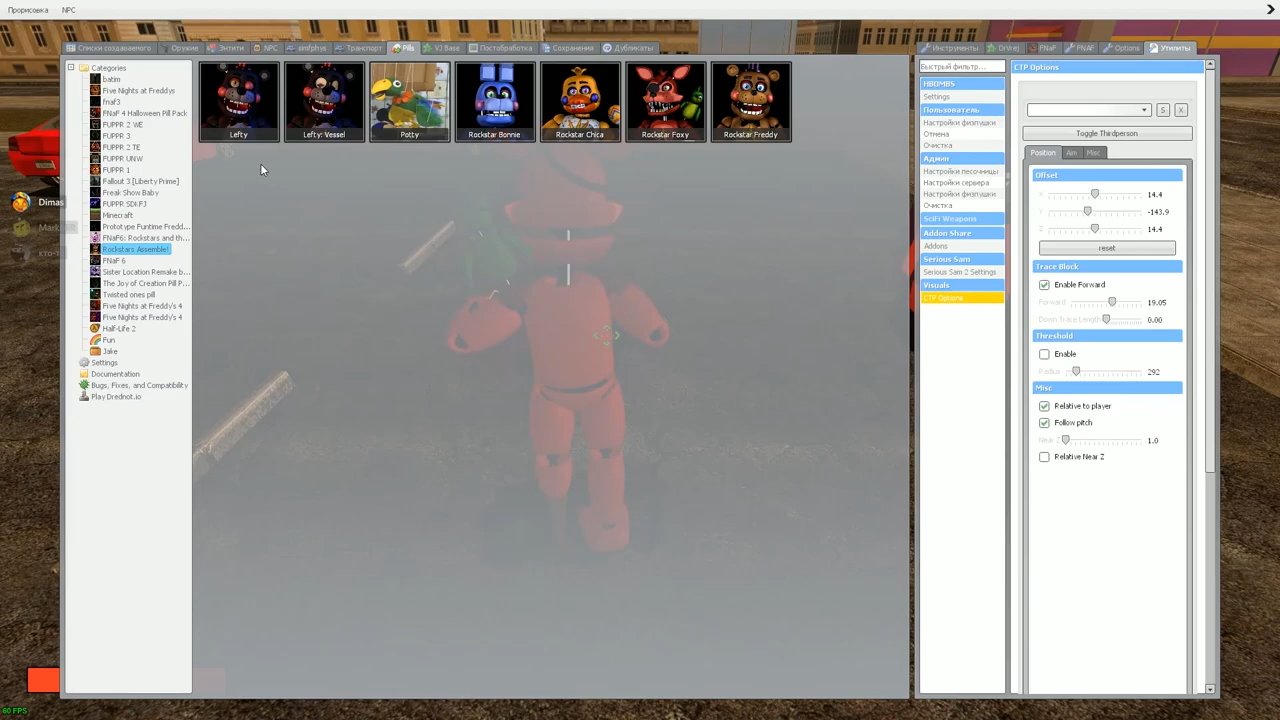 Прорисовка NPC
Списки создаваемого Оружие Энтити NPC simfphys Транспорт Pills VJ Base Постобработка Сохранения Дубликаты
Categories
batim
Five Nights at Freddys
fnaf3
FNaF 4 Halloween Pill Pack
FUPPR 2 WE
FUPPR 3
FUPPR 2 TE
FUPPR UNW
FUPPR 1
Fallout 3 [Liberty Prime]
Freak Show Baby
FUPPR SDLFJ
Minecraft
Prototype Funtime Fredd...
FNaF6: Rockstars and th...
Rockstars Assemble!
FNaF 6
Sister Location Remake b...
The Joy of Creation Pill P...
Twisted ones pill
Five Nights at Freddy's 4
Five Nights at Freddy's 4
Half-Life 2
Fun
Jake
Settings
Documentation
Bugs, Fixes, and Compatibility
Play Drednot.io
Lefty
Lefty: Vessel
Potty
Rockstar Bonnie
Rockstar Chica
Rockstar Foxy
Rockstar Freddy
Dimas
60 FPS
Инструменты DrVrej FNaF FNAF Options Утилиты
Быстрый фильтр...
HBOMBS
Settings
Пользователь
Настройки физпушки
Отмена
Очистка
Админ
Настройки песочницы
Настройки сервера
Настройки физпушки
Очистка
SciFi Weapons
Addon Share
Addons
Serious Sam
Serious Sam 2 Settings
Visuals
CTP Options
CTP Options
S X
Toggle Thirdperson
Position Aim Misc
Offset
X 14.4
Y -143.9
Z 14.4
reset
Trace Block
Enable Forward
Forward 19.05
Down Trace Length 0.00
Threshold
Enable
Radius 292
Misc
Relative to player
Follow pitch
Near Z 1.0
Relative Near Z